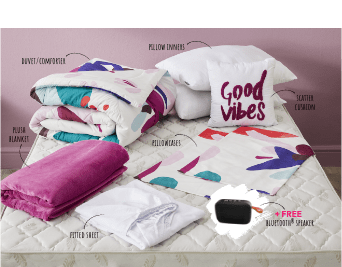 PILLOW INNERS
DUVET/COMFORTER
Good
vibes
SCATTER
CUSHION
PLUSH
BLANKET
PILLOWCASES
FITTED SHEET
+ FREE
BLUETOOTH® SPEAKER